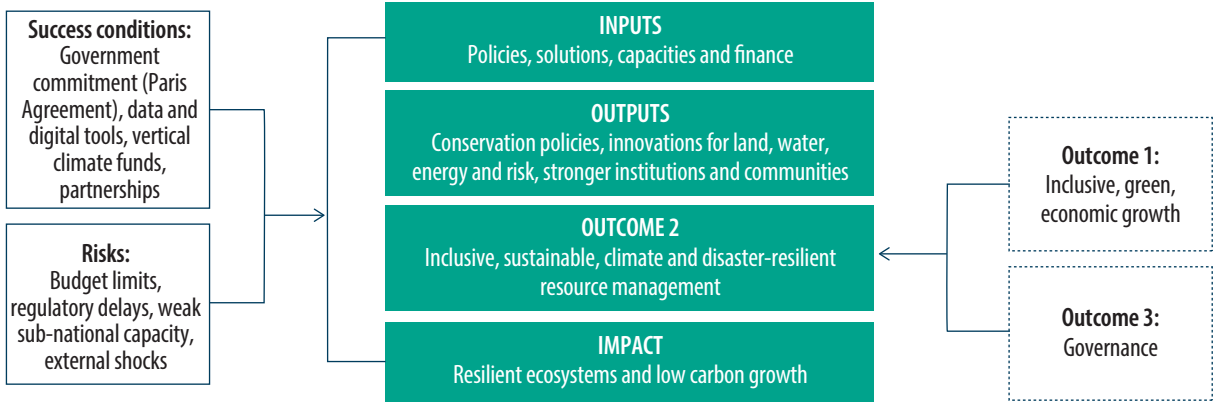 Success conditions:
Government
commitment (Paris
Agreement), data and
digital tools, vertical
climate funds,
partnerships
Risks:
Budget limits,
regulatory delays, weak
sub-national capacity,
external shocks
INPUTS
Policies, solutions, capacities and finance
OUTPUTS
Conservation policies, innovations for land, water,
energy and risk, stronger institutions and communities
OUTCOME 2
Inclusive, sustainable, climate and disaster-resilient
resource management
IMPACT
Resilient ecosystems and low carbon growth
Outcome 1:
Inclusive, green,
economic growth
Outcome 3:
Governance